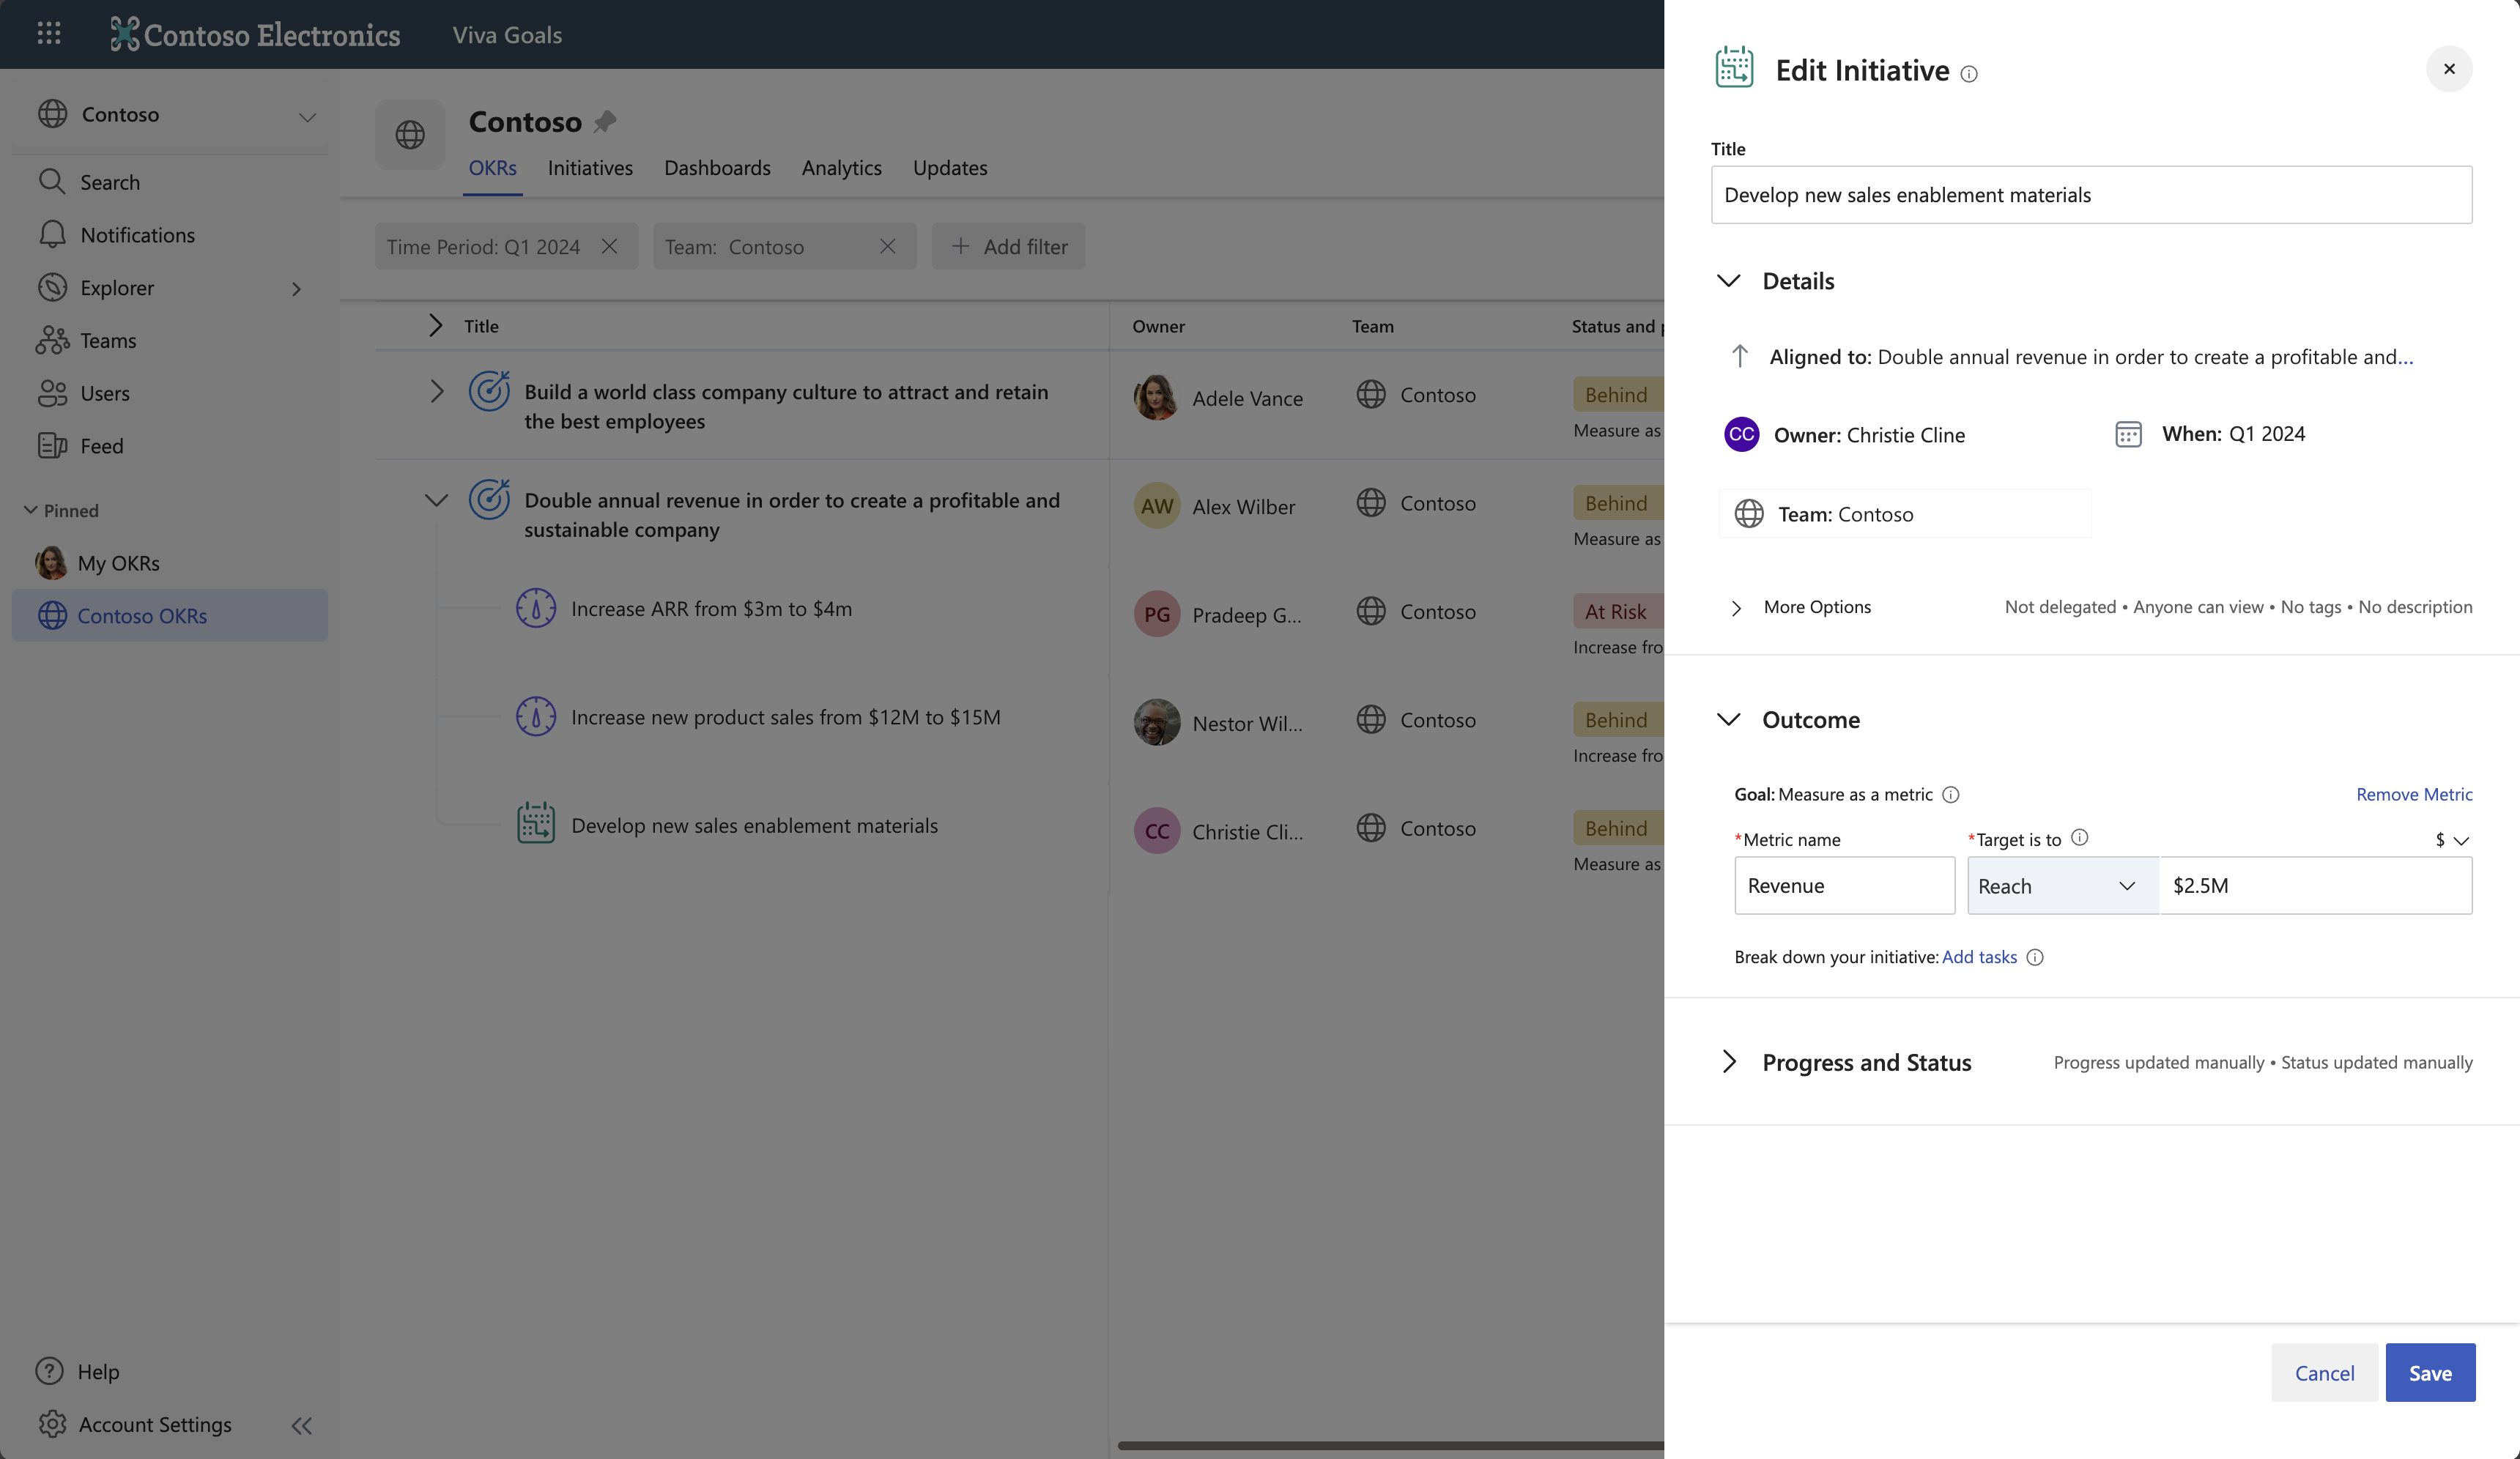 Contoso Electronics
Viva Goals
Contoso
Search
Notifications
Explorer
Teams
Users
Feed
Pinned
My OKRs
Contoso OKRs
Help
Account Settings
Contoso
OKRs Initiatives Dashboards Analytics Updates
Time Period: Q1 2024 Team: Contoso Add filter
Title Owner Team Status and
Build a world class company culture to attract and retain
the best employees
Adele Vance Contoso Behind
Measure as
Double annual revenue in order to create a profitable and
sustainable company
AW Alex Wilber Contoso Behind
Measure as
Increase ARR from $3m to $4m
PG Pradeep G... Contoso At Risk
Increase fro
Increase new product sales from $12M to $15M
Nestor Wil... Contoso Behind
Increase fro
Develop new sales enablement materials
CC Christie Cli... Contoso Behind
Measure as
Edit Initiative
Title
Develop new sales enablement materials
Details
Aligned to: Double annual revenue in order to create a profitable and...
CC Owner: Christie Cline When: Q1 2024
Team: Contoso
More Options Not delegated • Anyone can view • No tags • No description
Outcome
Goal: Measure as a metric Remove Metric
*Metric name *Target is to $
Revenue Reach $2.5M
Break down your initiative: Add tasks
Progress and Status Progress updated manually • Status updated manually
Cancel Save